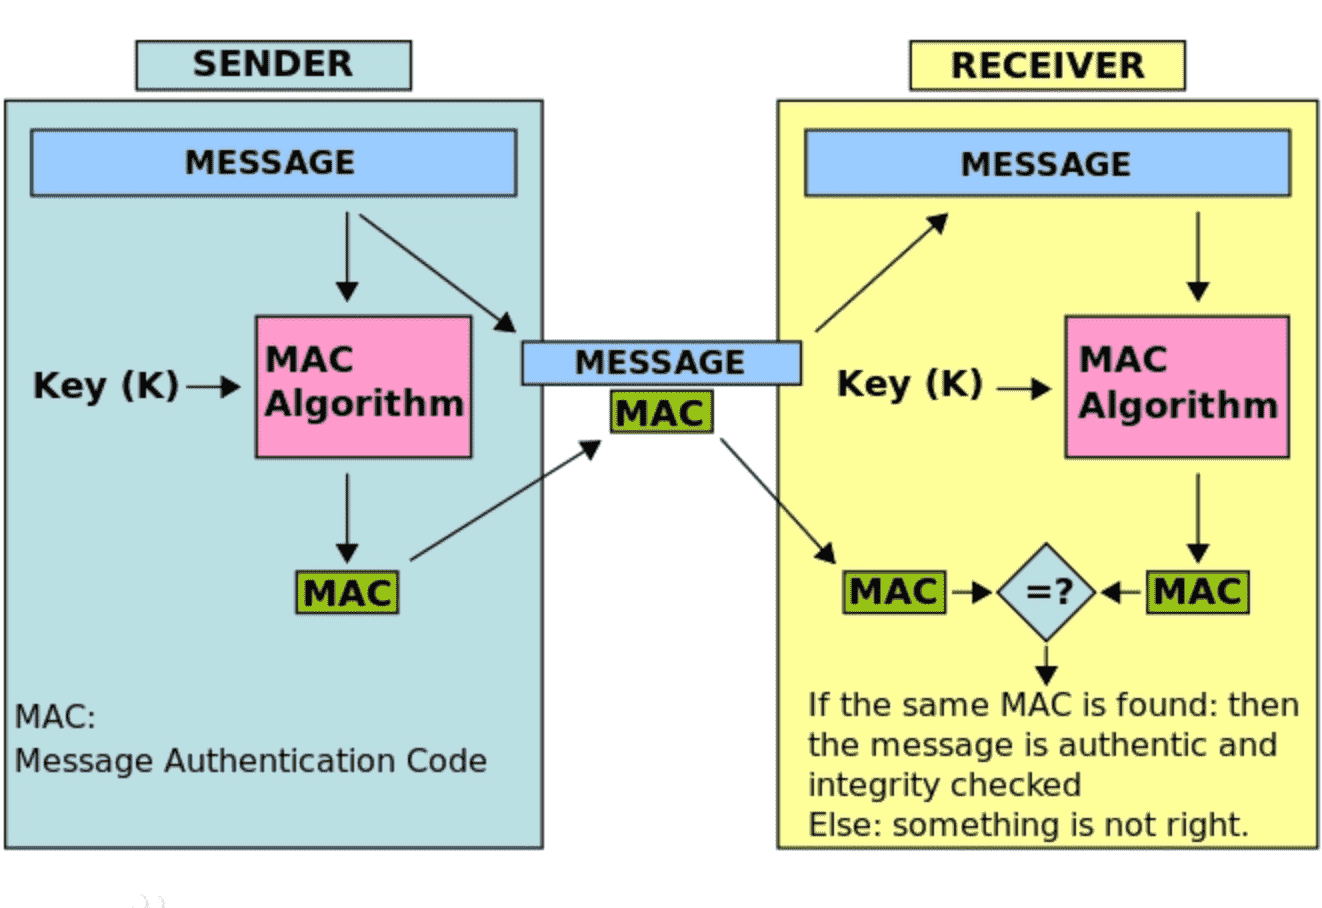 SENDER
RECEIVER
MESSAGE
MESSAGE
MAC
Algorithm
Key (K)
MESSAGE
MAC
Key (K)
MAC
Algorithm
MAC
MAC
=?
MAC
MAC:
Message Authentication Code
If the same MAC is found: then
the message is authentic and
integrity checked
Else: something is not right.